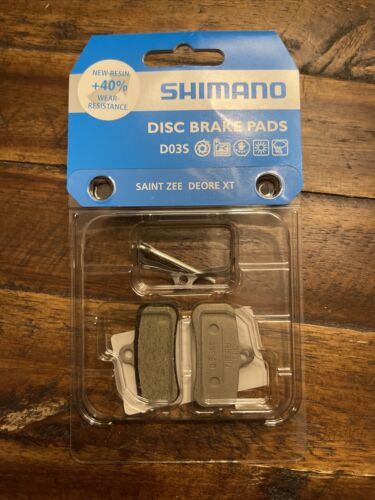 NEW RESIN
+40%
WEAR-
RESISTANCE
SHIMANO
DISC BRAKE PADS
D03S
SAINT ZEE DEORE XT